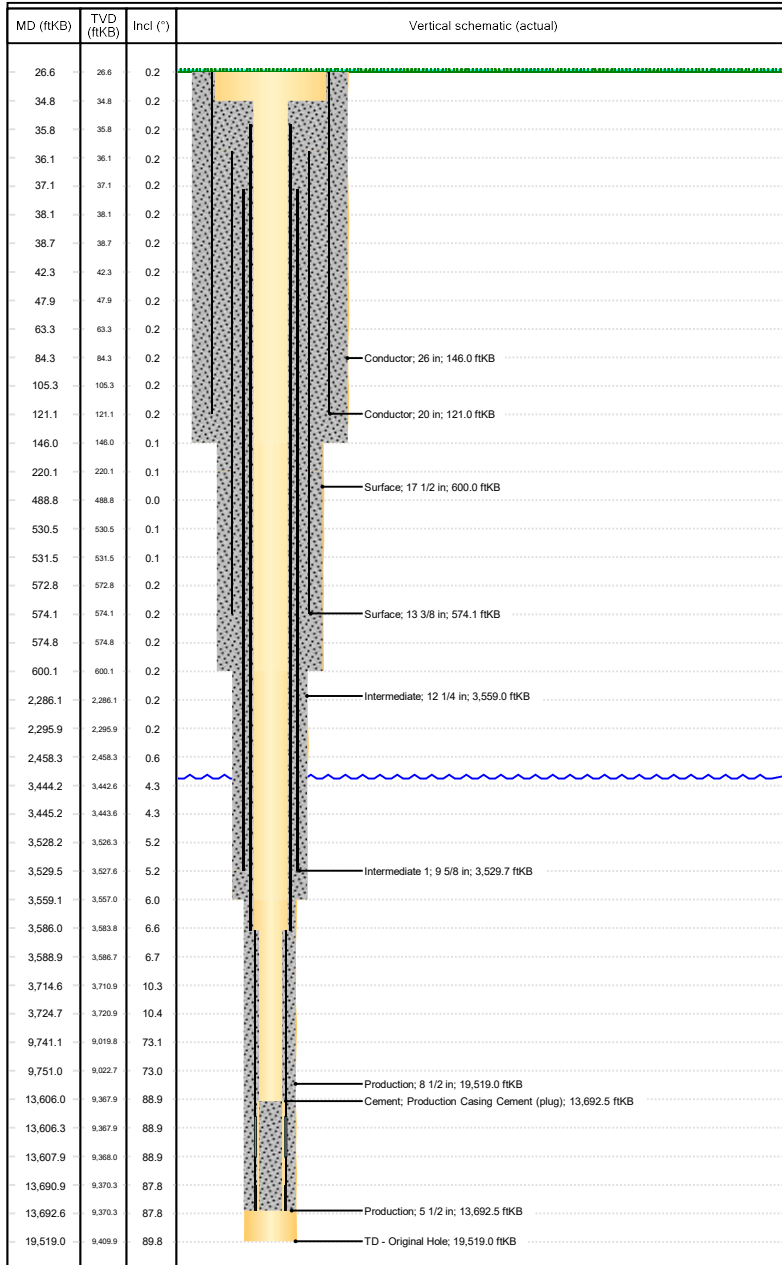 MD (ftKB) TVD (ftKB) Incl (°) Vertical schematic (actual)
26.6 26.6 0.2
34.8 34.8 0.2
35.8 35.8 0.2
36.1 36.1 0.2
37.1 37.1 0.2
38.1 38.1 0.2
38.7 38.7 0.2
42.3 42.3 0.2
47.9 47.9 0.2
63.3 63.3 0.2
84.3 84.3 0.2 Conductor; 26 in; 146.0 ftKB
105.3 105.3 0.2
121.1 121.1 0.2 Conductor; 20 in; 121.0 ftKB
146.0 146.0 0.1
220.1 220.1 0.1
Surface; 17 1/2 in; 600.0 ftKB
488.8 488.8 0.0
530.5 530.5 0.1
531.5 531.5 0.1
572.8 572.8 0.2
574.1 574.1 0.2 Surface; 13 3/8 in; 574.1 ftKB
574.8 574.8 0.2
600.1 600.1 0.2
2,286.1 2,286.1 0.2 Intermediate; 12 1/4 in; 3,559.0 ftKB
2,295.9 2,295.9 0.2
2,458.3 2,458.3 0.6
3,444.2 3,442.6 4.3
3,445.2 3,443.6 4.3
3,528.2 3,526.3 5.2
3,529.5 3,527.6 5.2 Intermediate 1; 9 5/8 in; 3,529.7 ftKB
3,559.1 3,557.0 6.0
3,586.0 3,583.8 6.6
3,588.9 3,586.7 6.7
3,714.6 3,710.9 10.3
3,724.7 3,720.9 10.4
9,741.1 9,019.8 73.1
9,751.0 9,022.7 73.0
Production; 8 1/2 in; 19,519.0 ftKB
13,606.0 9,367.9 88.9 Cement; Production Casing Cement (plug); 13,692.5 ftKB
13,606.3 9,367.9 88.9
13,607.9 9,368.0 88.9
13,690.9 9,370.3 87.8
13,692.6 9,370.3 87.8 Production; 5 1/2 in; 13,692.5 ftKB
19,519.0 9,409.9 89.8 TD - Original Hole; 19,519.0 ftKB